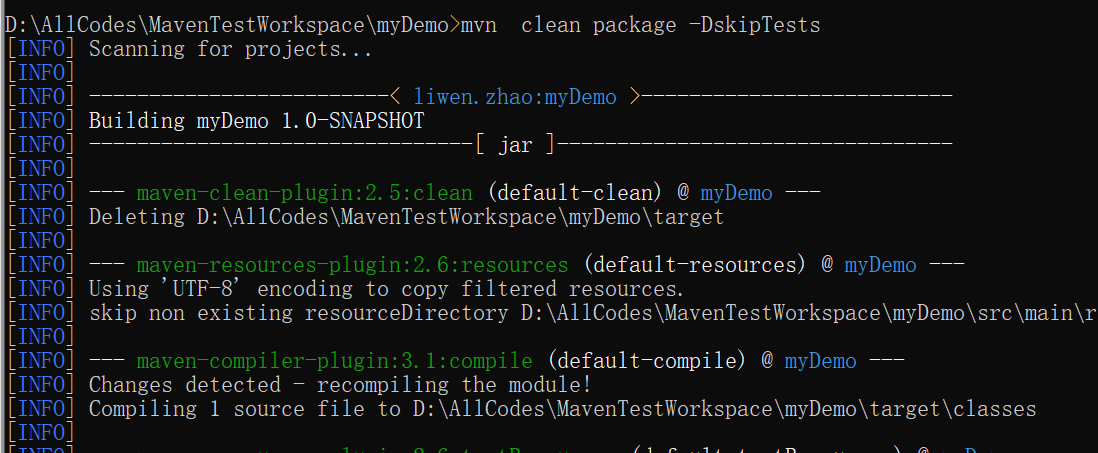 D:\AllCodes\MavenTestWorkspace\myDemo>mvn  clean package -DskipTests
[INFO] Scanning for projects...
[INFO]
[INFO] -------------------------< liwen.zhao:myDemo >--------------------------
[INFO] Building myDemo 1.0-SNAPSHOT
[INFO] --------------------------------[ jar ]---------------------------------
[INFO]
[INFO] --- maven-clean-plugin:2.5:clean (default-clean) @ myDemo ---
[INFO] Deleting D:\AllCodes\MavenTestWorkspace\myDemo\target
[INFO]
[INFO] --- maven-resources-plugin:2.6:resources (default-resources) @ myDemo ---
[INFO] Using 'UTF-8' encoding to copy filtered resources.
[INFO] skip non existing resourceDirectory D:\AllCodes\MavenTestWorkspace\myDemo\src\main\r
[INFO]
[INFO] --- maven-compiler-plugin:3.1:compile (default-compile) @ myDemo ---
[INFO] Changes detected - recompiling the module!
[INFO] Compiling 1 source file to D:\AllCodes\MavenTestWorkspace\myDemo\target\classes
[INFO]
[INFO]